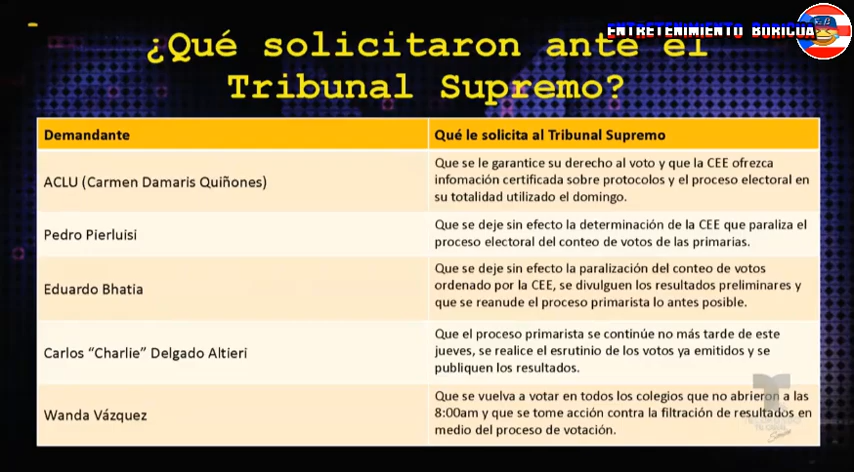 ENTRETENIMIENTO BORICUA
¿Qué solicitaron ante el
Tribunal Supremo?
Demandante
Qué le solicita al Tribunal Supremo
ACLU (Carmen Damaris Quiñones)
Que se le garantice su derecho al voto y que la CEE ofrezca
infomación certificada sobre protocolos y el proceso electoral en
su totalidad utilizado el domingo.
Pedro Pierluisi
Que se deje sin efecto la determinación de la CEE que paraliza el
proceso electoral del conteo de votos de las primarias.
Eduardo Bhatia
Que se deje sin efecto la paralización del conteo de votos
ordenado por la CEE, se divulguen los resultados preliminares y
que se reanude el proceso primarista lo antes posible.
Carlos “Charlie” Delgado Altieri
Que el proceso primarista se continúe no más tarde de este
jueves, se realice el esrutinio de los votos ya emitidos y se
publiquen los resultados.
Wanda Vázquez
Que se vuelva a votar en todos los colegios que no abrieron a las
8:00am y que se tome acción contra la filtración de resultados en
medio del proceso de votación.